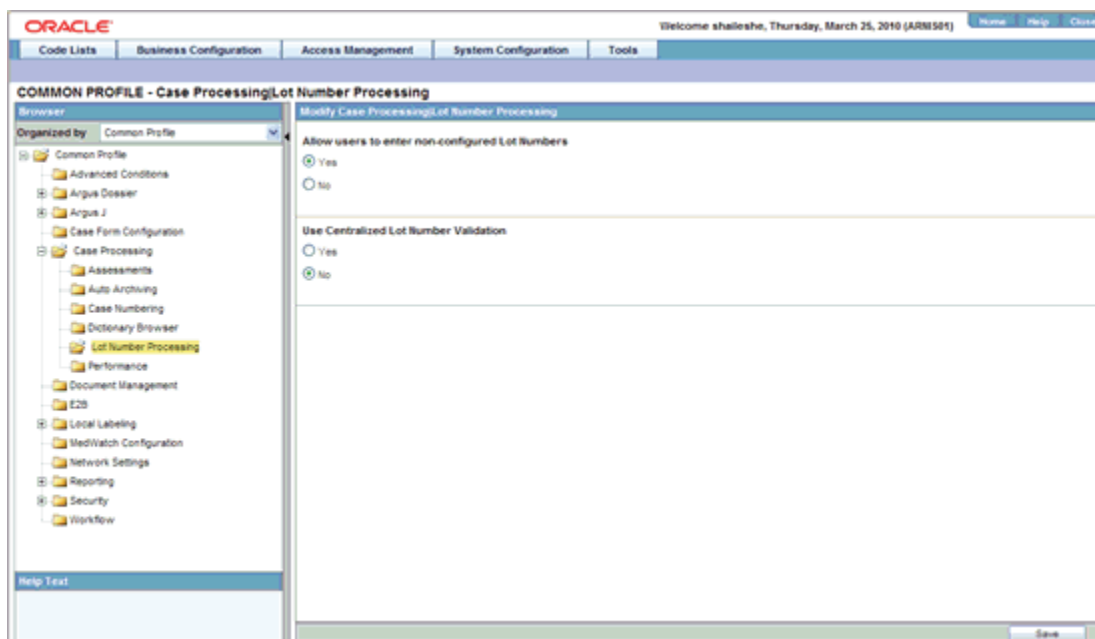 ORACLE
Welcome shaileshe, Thursday, March 25, 2010 (ARNIS01)
Home Help Close
Code Lists Business Configuration Access Management System Configuration Tools
COMMON PROFILE - Case Processing|Lot Number Processing
Browser
Modify Case Processing|Lot Number Processing
Organized by Common Profile
Allow users to enter non-configured Lot Numbers
Yes
No
Use Centralized Lot Number Validation
Yes
No
Common Profile
Advanced Conditions
Argus Dossier
Argus J
Case Form Configuration
Case Processing
Assessments
Auto Archiving
Case Numbering
Dictionary Browser
Lot Number Processing
Performance
Document Management
E2B
Local Labeling
MedWatch Configuration
Network Settings
Reporting
Security
Workflow
Help Text
Save